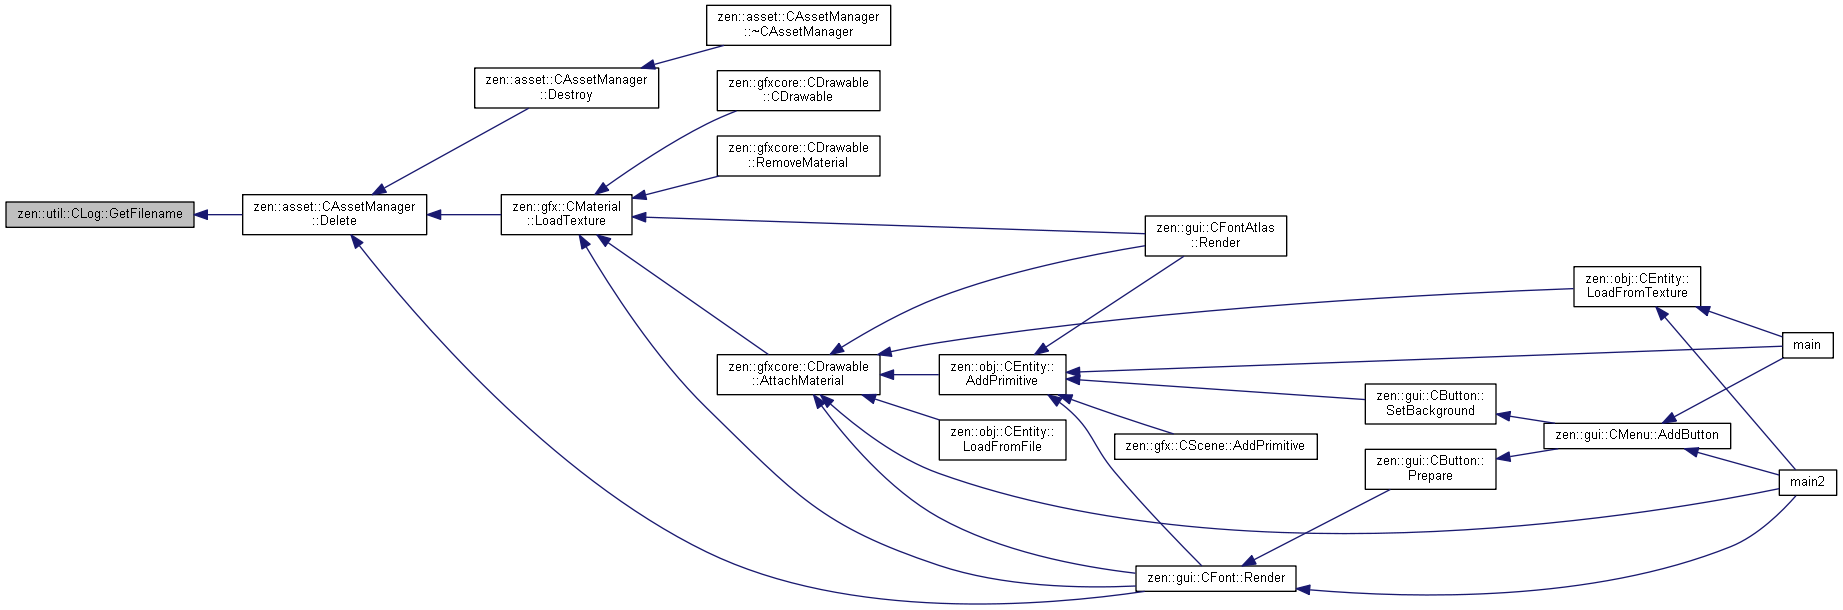 zen::asset::CAssetManager
::~CAssetManager
zen::asset::CAssetManager
::Destroy
zen::gfxcore::CDrawable
::CDrawable
zen::gfxcore::CDrawable
::RemoveMaterial
zen::util::CLog::GetFilename
zen::asset::CAssetManager
::Delete
zen::gfx::CMaterial
::LoadTexture
zen::gui::CFontAtlas
::Render
zen::obj::CEntity::
LoadFromTexture
main
zen::gfxcore::CDrawable
::AttachMaterial
zen::obj::CEntity::
AddPrimitive
zen::gui::CButton::
SetBackground
zen::obj::CEntity::
LoadFromFile
zen::gfx::CScene::AddPrimitive
zen::gui::CMenu::AddButton
zen::gui::CButton::
Prepare
main2
zen::gui::CFont::Render